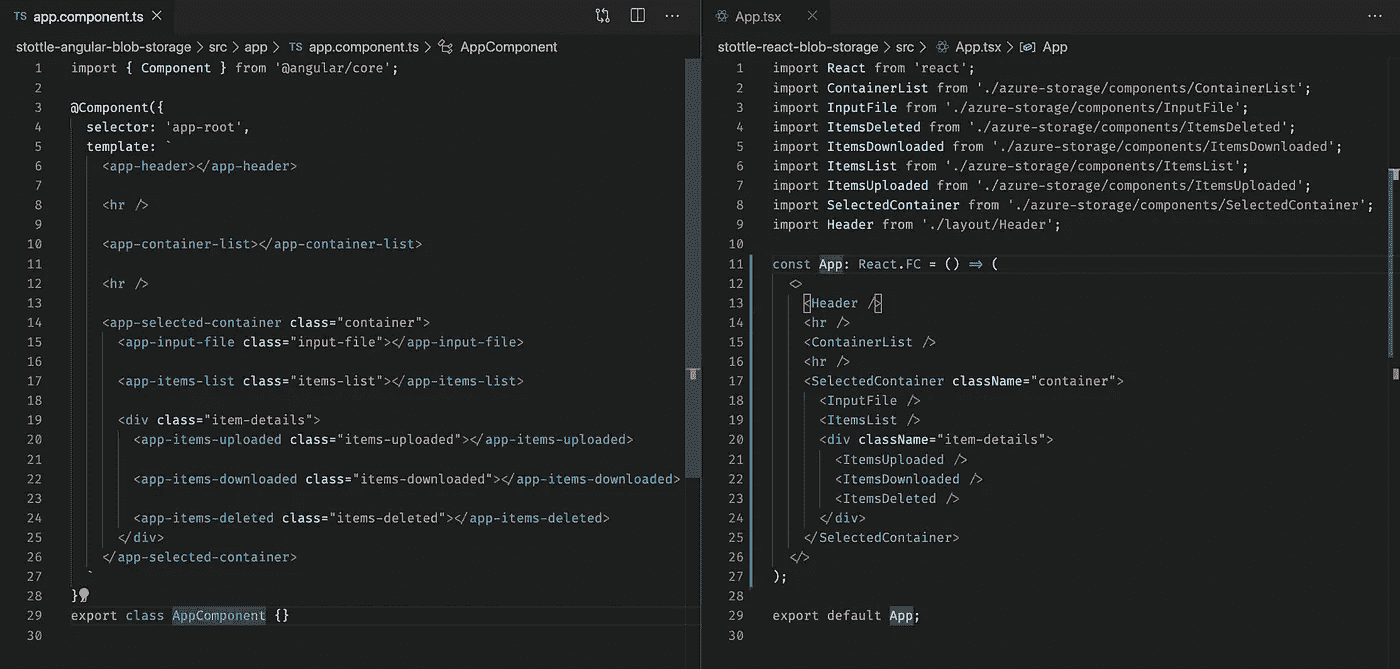 TS app.component.ts
stottle-angular-blob-storage > src > app > TS app.component.ts > AppComponent
1 import { Component } from '@angular/core';
2
3 @Component({
4 selector: 'app-root',
5 template: `
6 <app-header></app-header>
7
8 <hr />
9
10 <app-container-list></app-container-list>
11
12 <hr />
13
14 <app-selected-container class="container">
15 <app-input-file class="input-file"></app-input-file>
16
17 <app-items-list class="items-list"></app-items-list>
18
19 <div class="item-details">
20 <app-items-uploaded class="items-uploaded"></app-items-uploaded>
21
22 <app-items-downloaded class="items-downloaded"></app-items-downloaded>
23
24 <app-items-deleted class="items-deleted"></app-items-deleted>
25 </div>
26 </app-selected-container>
27 `
28 })
29 export class AppComponent {}
30
App.tsx
stottle-react-blob-storage > src > App.tsx > App
1 import React from 'react';
2 import ContainerList from './azure-storage/components/ContainerList';
3 import InputFile from './azure-storage/components/InputFile';
4 import ItemsDeleted from './azure-storage/components/ItemsDeleted';
5 import ItemsDownloaded from './azure-storage/components/ItemsDownloaded';
6 import ItemsList from './azure-storage/components/ItemsList';
7 import ItemsUploaded from './azure-storage/components/ItemsUploaded';
8 import SelectedContainer from './azure-storage/components/SelectedContainer';
9 import Header from './layout/Header';
10
11 const App: React.FC = () => (
12 <>
13 <Header />
14 <hr />
15 <ContainerList />
16 <hr />
17 <SelectedContainer className="container">
18 <InputFile />
19 <ItemsList />
20 <div className="item-details">
21 <ItemsUploaded />
22 <ItemsDownloaded />
23 <ItemsDeleted />
24 </div>
25 </SelectedContainer>
26 </>
27 );
28
29 export default App;
30